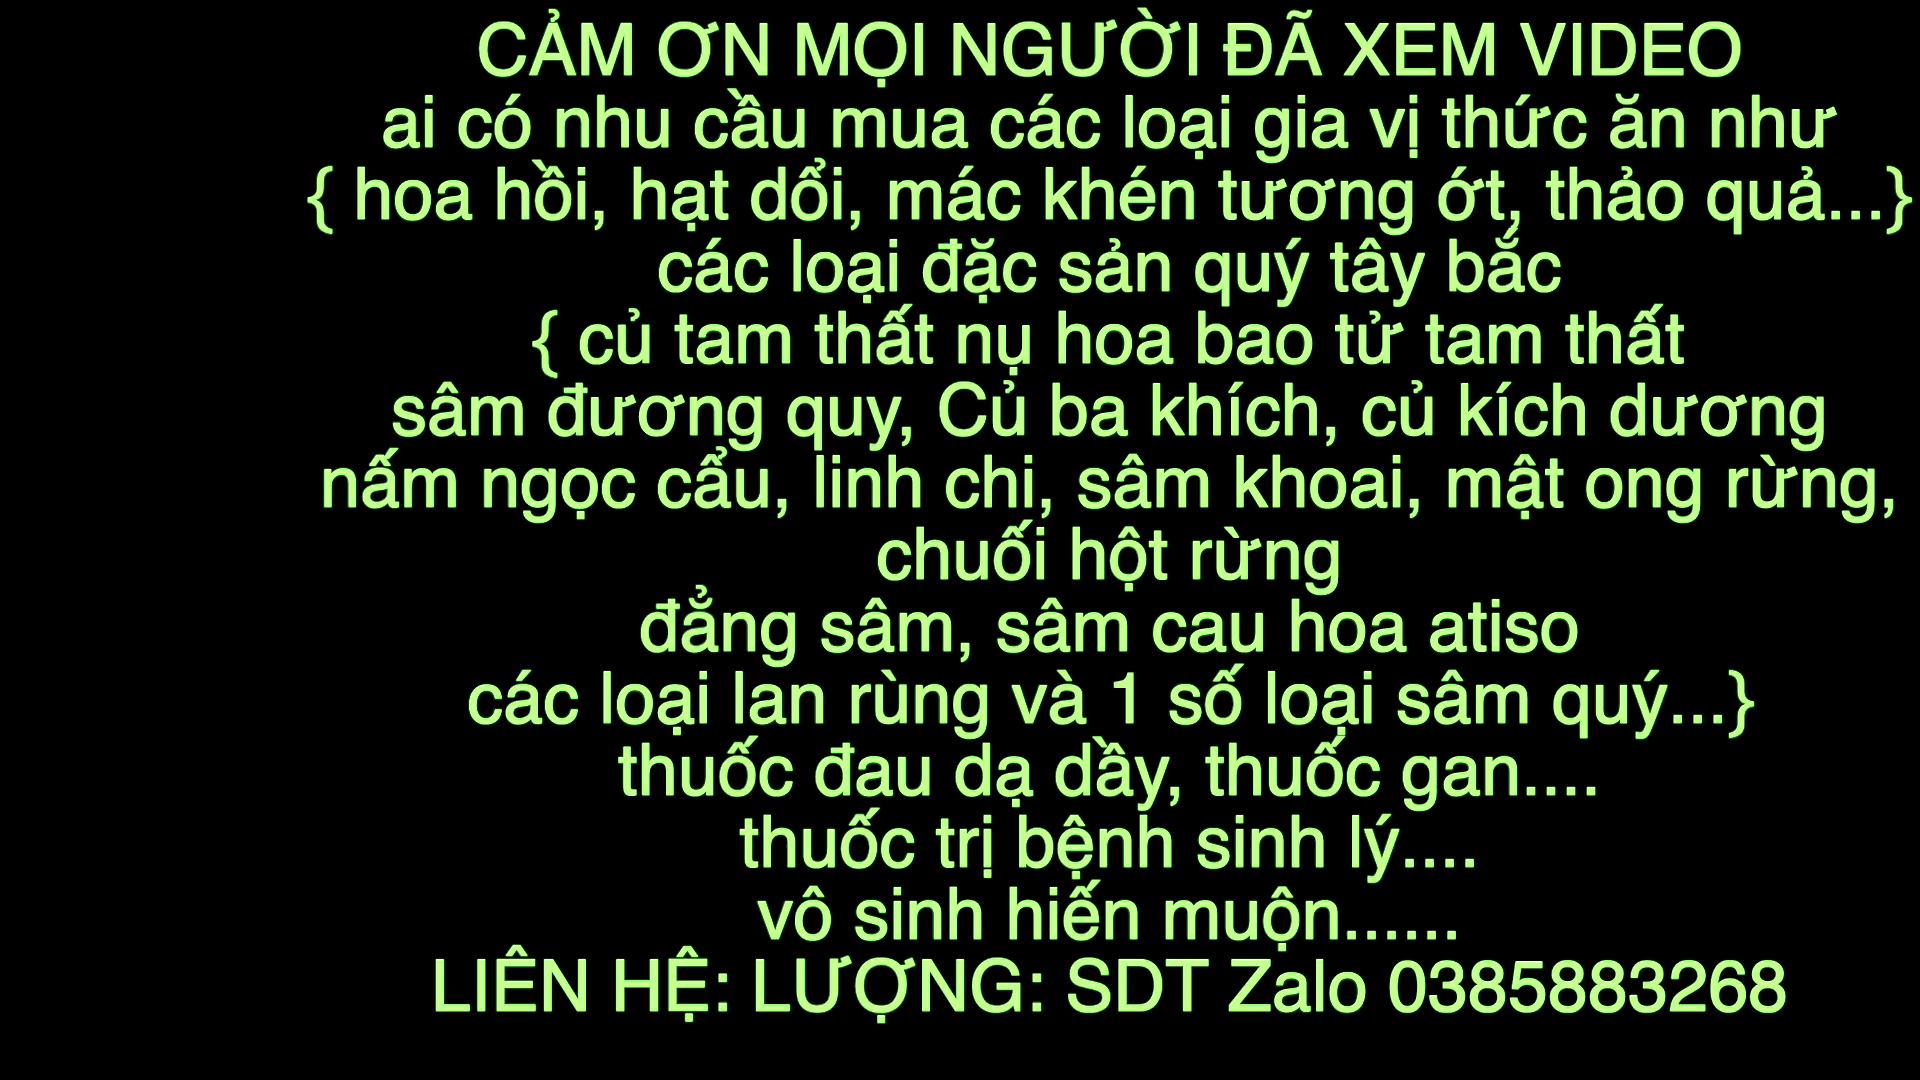 CẢM ƠN MỌI NGƯỜI ĐÃ XEM VIDEO
ai có nhu cầu mua các loại gia vị thức ăn như
{ hoa hồi, hạt dổi, mác khén tương ớt, thảo quả...}
các loại đặc sản quý tây bắc
{ củ tam thất nụ hoa bao tử tam thất
sâm đương quy, Củ ba khích, củ kích dương
nấm ngọc cẩu, linh chi, sâm khoai, mật ong rừng,
chuối hột rừng
đẳng sâm, sâm cau hoa atiso
các loại lan rùng và 1 số loại sâm quý...}
thuốc đau dạ dầy, thuốc gan....
thuốc trị bệnh sinh lý....
vô sinh hiến muộn......
LIÊN HỆ: LƯỢNG: SDT Zalo 0385883268